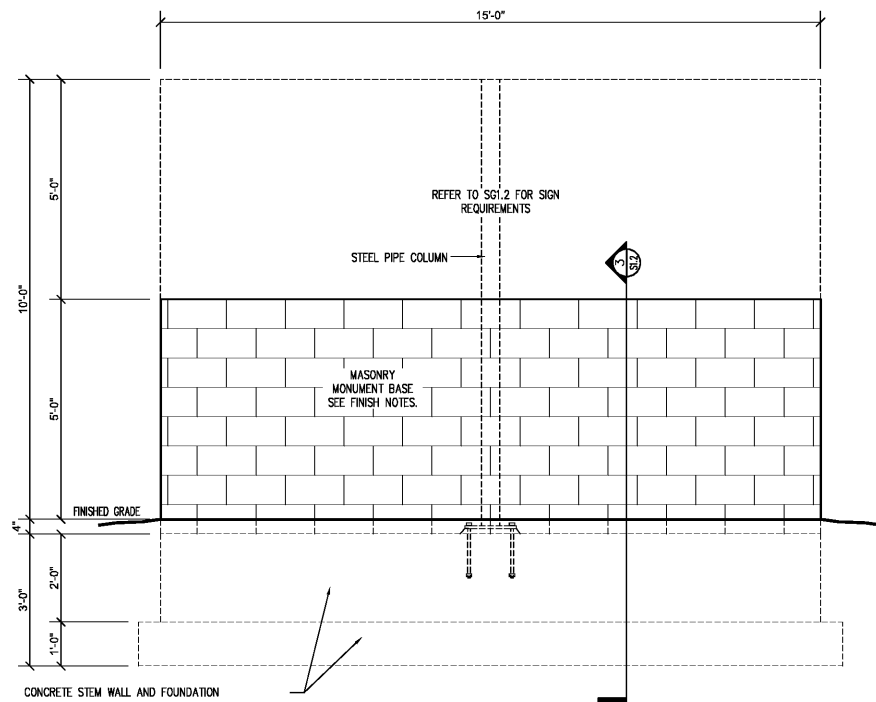 15'-0"
5'-0"
10'-0"
REFER TO SG1.2 FOR SIGN
REQUIREMENTS
STEEL PIPE COLUMN
3
S1.2
MASONRY
MONUMENT BASE
SEE FINISH NOTES.
5'-0"
FINISHED GRADE
4"
2'-0"
3'-0"
1'-0"
CONCRETE STEM WALL AND FOUNDATION